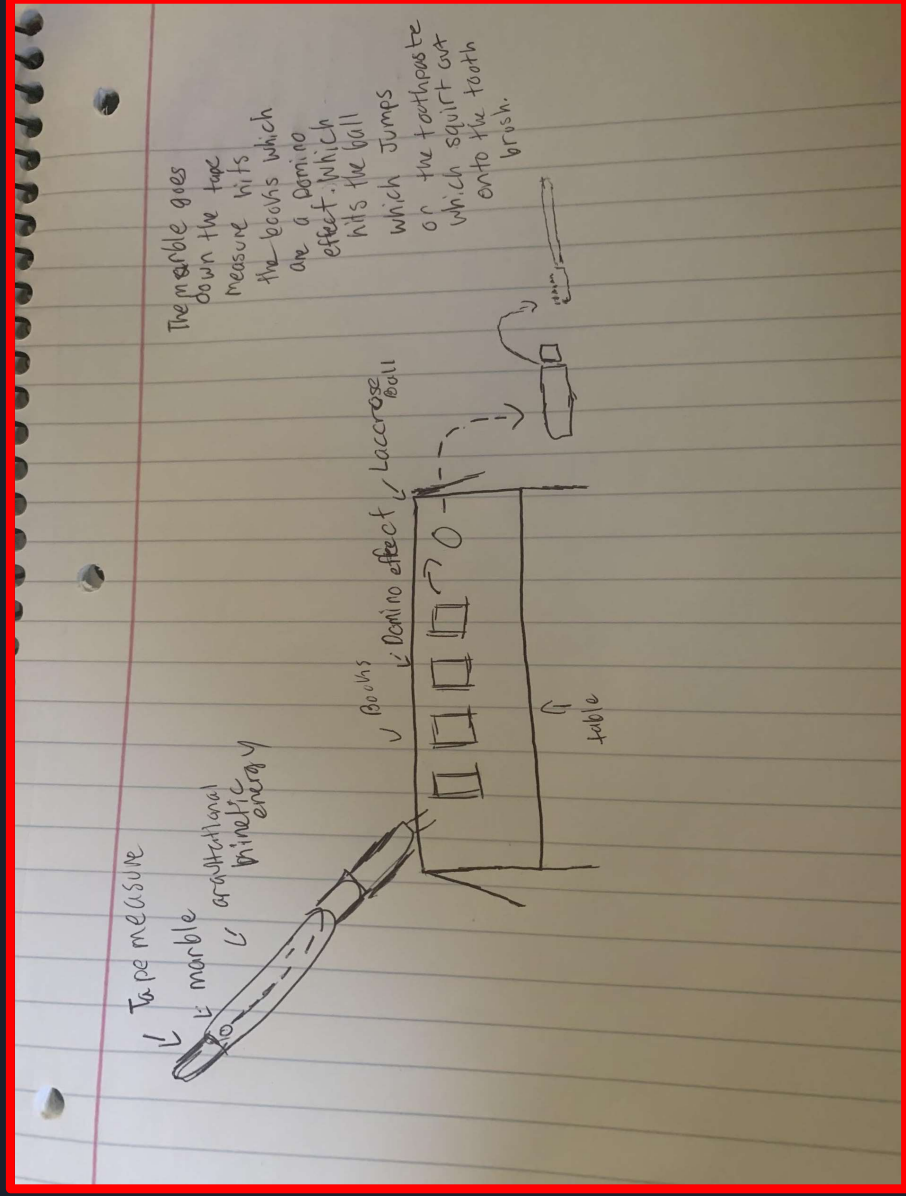 Tape measure
marble
gravitational
kinetic
energy
Books
Domino effect
Laccrose
Ball
table
The marble goes
down the tape
measure hits
the books which
are a Domino
effect. Which
hits the ball
which Jumps
or the toothpaste
which squirt out
onto the tooth
brush.